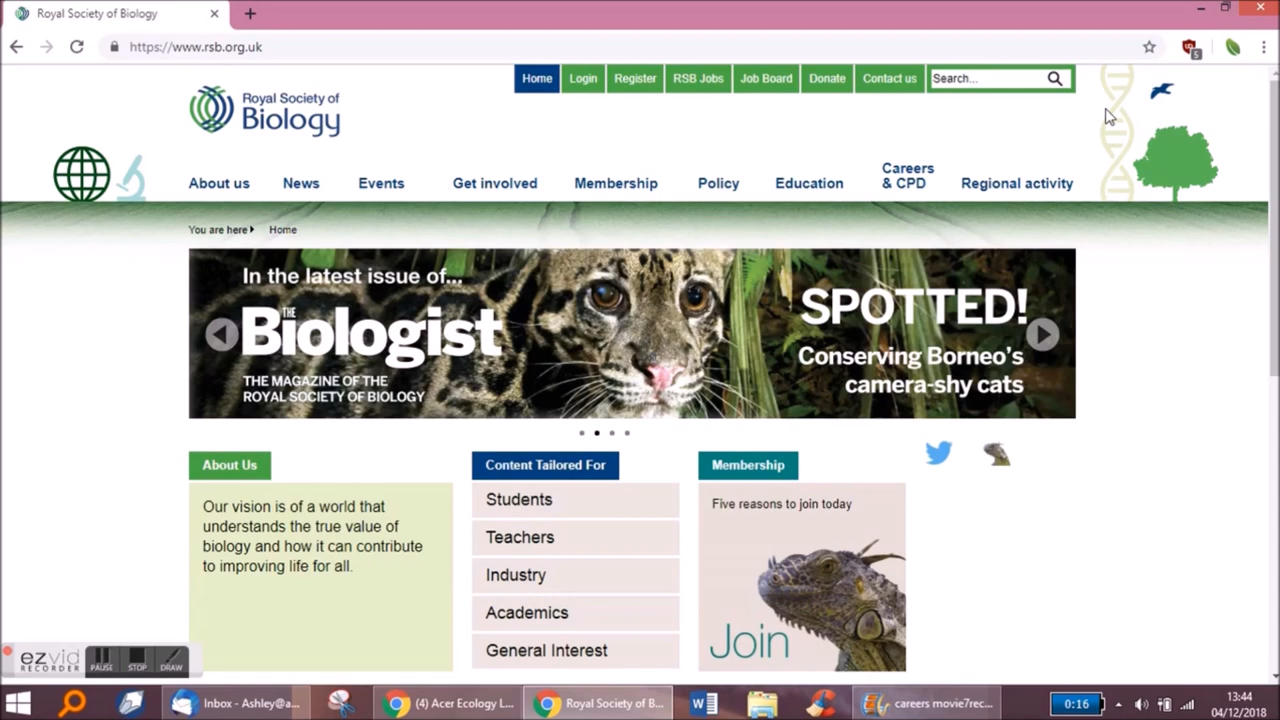 Royal Society of Biology
https://www.rsb.org.uk
5
Home
Login
Register
RSB Jobs
Job Board
Donate
Contact us
Search...
Royal Society of
Biology
About us
News
Events
Get involved
Membership
Policy
Education
Careers
& CPD
Regional activity
You are here
Home
In the latest issue of...
THE
Biologist
THE MAGAZINE OF THE
ROYAL SOCIETY OF BIOLOGY
SPOTTED!
Conserving Borneo's
camera-shy cats
About Us
Our vision is of a world that
understands the true value of
biology and how it can contribute
to improving life for all.
Content Tailored For
Students
Teachers
Industry
Academics
General Interest
Membership
Five reasons to join today
Join
ezvid
RECORDER
PAUSE
STOP
DRAW
Inbox - Ashley@a...
(4) Acer Ecology L...
Royal Society of B...
careers movie7rec...
0:16
13:44
04/12/2018